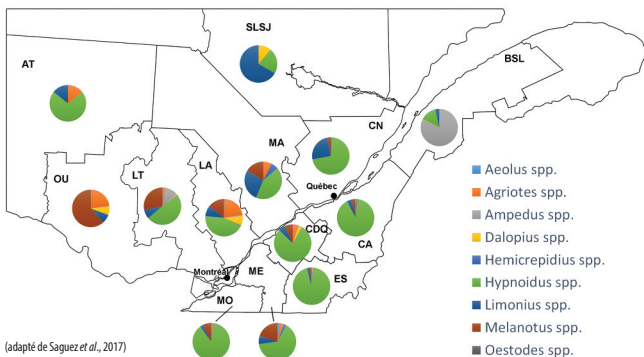 SLSJ
AT
BSL
CN
MA
LA
LT
OU
Québec
CDQ
CA
Montréal
ME
ES
MO
Aeolus spp.
Agriotes spp.
Ampedus spp.
Dalopius spp.
Hemicrepidius spp.
Hypnoidus spp.
Limonius spp.
Melanotus spp.
Oestodes spp.
(adapté de Saguez et al., 2017)